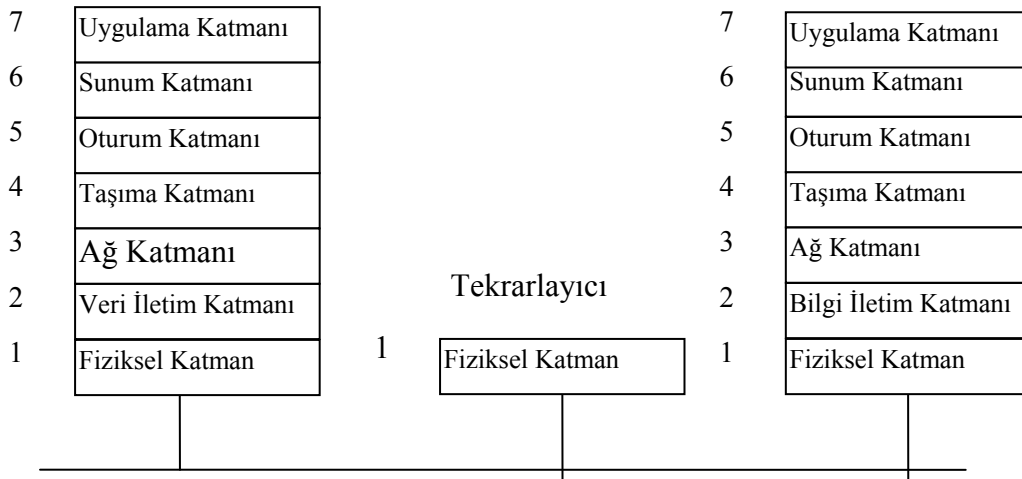 7 Uygulama Katmanı
6 Sunum Katmanı
5 Oturum Katmanı
4 Taşıma Katmanı
3 Ağ Katmanı
2 Veri İletim Katmanı
1 Fiziksel Katman
Tekrarlayıcı
1 Fiziksel Katman
7 Uygulama Katmanı
6 Sunum Katmanı
5 Oturum Katmanı
4 Taşıma Katmanı
3 Ağ Katmanı
2 Bilgi İletim Katmanı
1 Fiziksel Katman